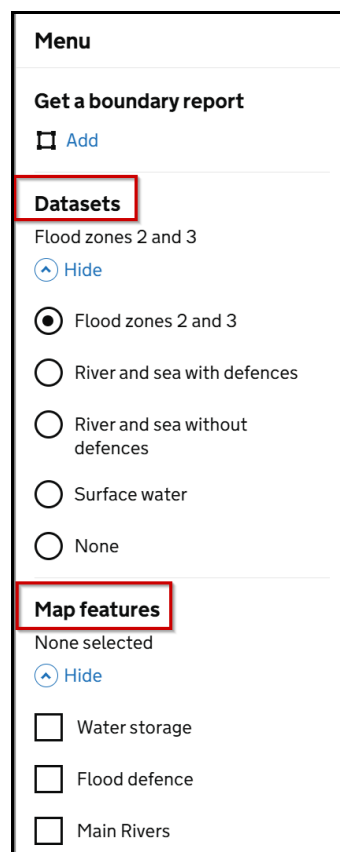 Menu
Get a boundary report
Add
Datasets
Flood zones 2 and 3
Hide
Flood zones 2 and 3
River and sea with defences
River and sea without
defences
Surface water
None
Map features
None selected
Hide
Water storage
Flood defence
Main Rivers